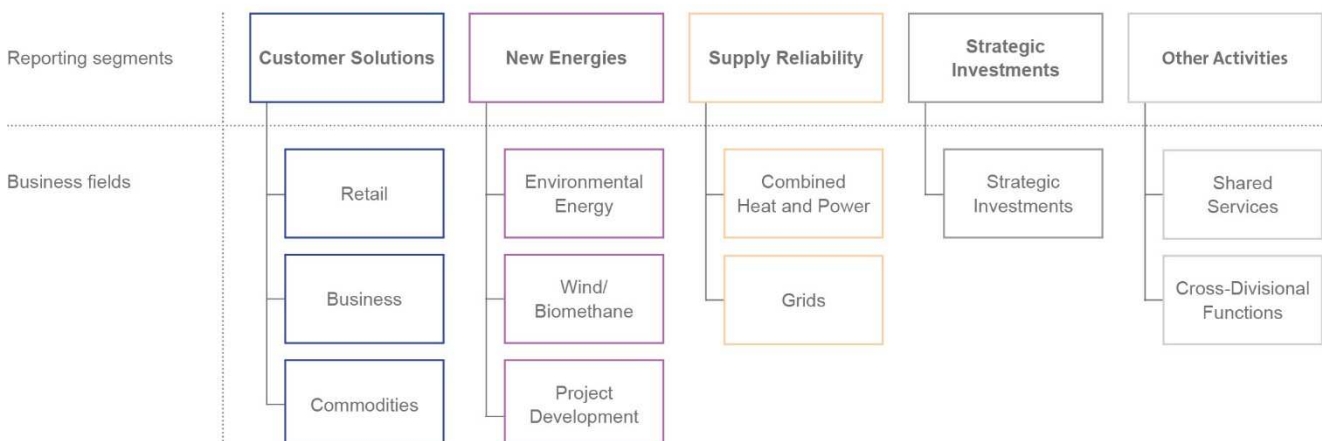 Reporting segments
Customer Solutions
New Energies
Supply Reliability
Strategic
Investments
Other Activities
Business fields
Retail
Environmental
Energy
Combined
Heat and Power
Strategic
Investments
Shared
Services
Business
Wind/
Biomethane
Grids
Cross-Divisional
Functions
Commodities
Project
Development